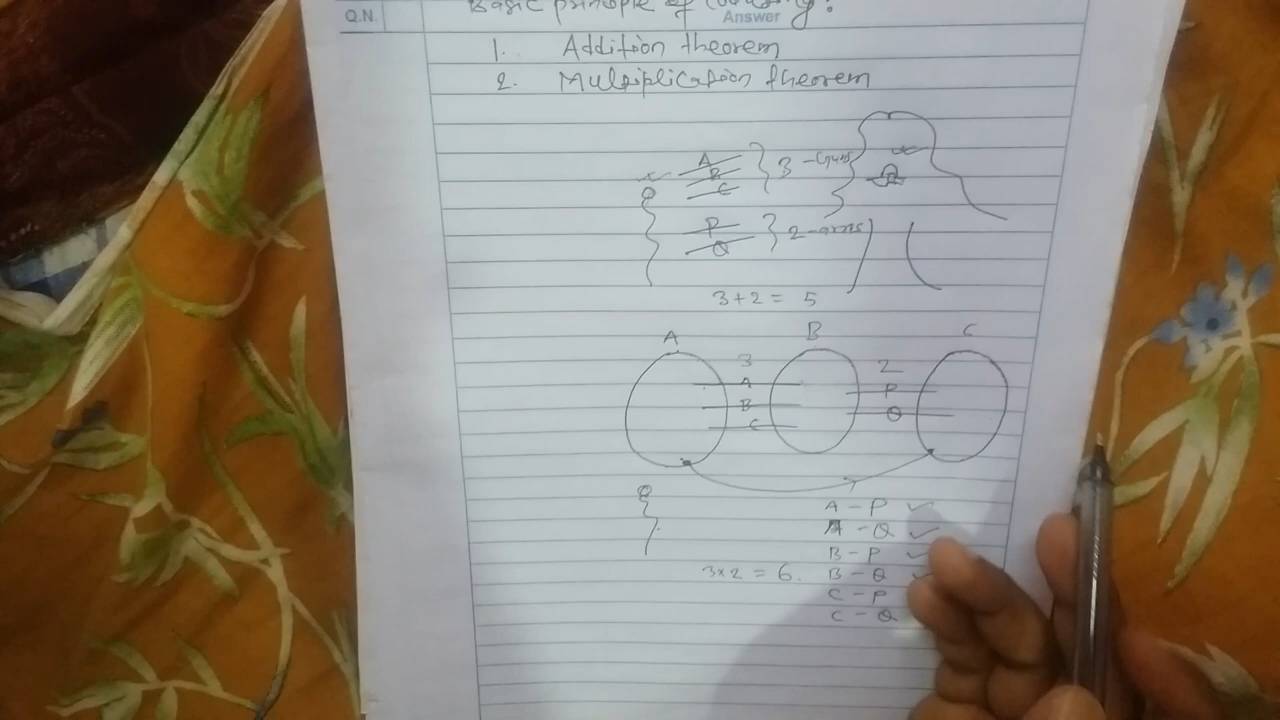 Q.N.
Answer
Basic principle of counting:
1. Addition theorem
2. Multiplication theorem
A
B
C
} 3
P
Q
} 2
3+2 = 5
A B C
3 2
A P
B Q
C
A - P ✓
A - Q ✓
B - P ✓
3×2 = 6. B - Q ✓
C - P
C - Q